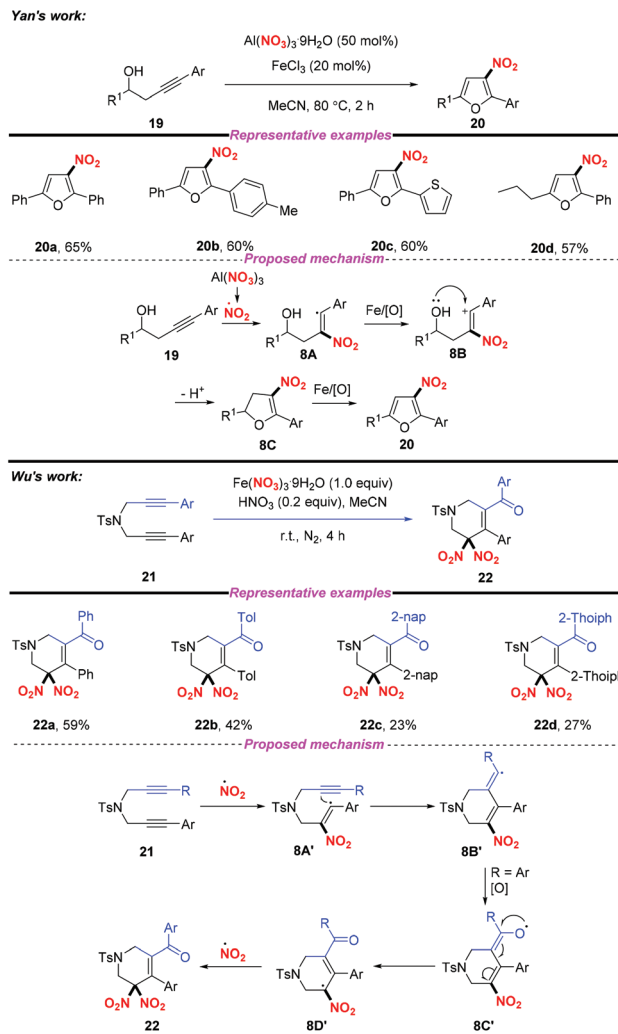 Yan's work:
Al(NO₃)₃·9H₂O (50 mol%)
FeCl₃ (20 mol%)
MeCN, 80 °C, 2 h
OH
Ar
R¹
19
NO₂
R¹
O
Ar
20
Representative examples
NO₂
Ph
O
Ph
20a, 65%
NO₂
Ph
O
Me
20b, 60%
NO₂
S
Ph
O
20c, 60%
NO₂
O
Ph
20d, 57%
Proposed mechanism
Al(NO₃)₃
OH
Ar
R¹
19
NO₂
OH
Ar
R¹
NO₂
8A
Fe/[O]
OH
Ar
+
R¹
NO₂
8B
- H⁺
NO₂
R¹
O
Ar
8C
Fe/[O]
NO₂
R¹
O
Ar
20
Wu's work:
Fe(NO₃)₃·9H₂O (1.0 equiv)
HNO₃ (0.2 equiv), MeCN
r.t., N₂, 4 h
Ar
TsN
Ar
21
Ar
O
TsN
Ar
NO₂ NO₂
22
Representative examples
Ph
O
TsN
Ph
NO₂ NO₂
22a, 59%
Tol
O
TsN
Tol
NO₂ NO₂
22b, 42%
2-nap
O
TsN
2-nap
NO₂ NO₂
22c, 23%
2-Thoiph
O
TsN
2-Thoiph
NO₂ NO₂
22d, 27%
Proposed mechanism
R
TsN
Ar
21
NO₂
R
TsN
Ar
NO₂
8A'
R
TsN
Ar
NO₂
8B'
R = Ar
[O]
R
O
TsN
Ar
NO₂
8C'
R
O
TsN
Ar
NO₂
8D'
NO₂
Ar
O
TsN
Ar
NO₂ NO₂
22